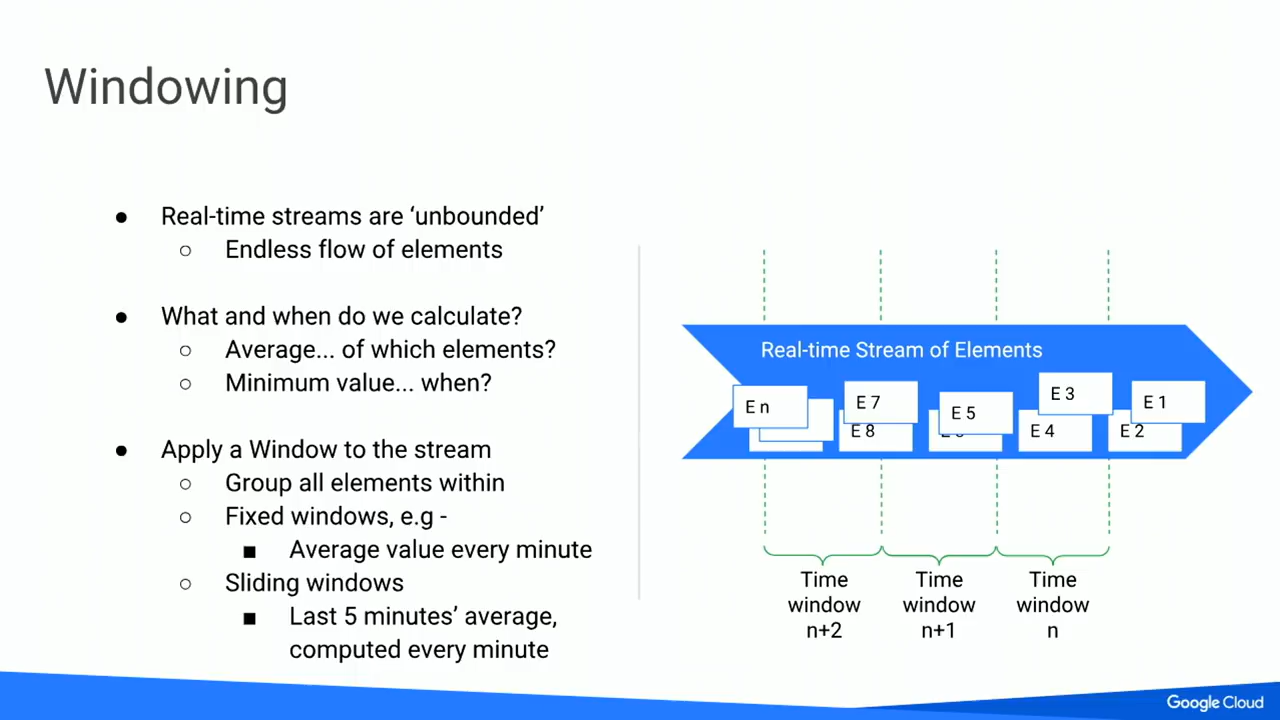 Windowing
● Real-time streams are ‘unbounded’
○ Endless flow of elements
● What and when do we calculate?
○ Average... of which elements?
○ Minimum value... when?
● Apply a Window to the stream
○ Group all elements within
○ Fixed windows, e.g -
■ Average value every minute
○ Sliding windows
■ Last 5 minutes’ average,
computed every minute
Real-time Stream of Elements
E n
E 7
E 8
E 5
E 3
E 4
E 1
E 2
Time
window
n+2
Time
window
n+1
Time
window
n
Google Cloud